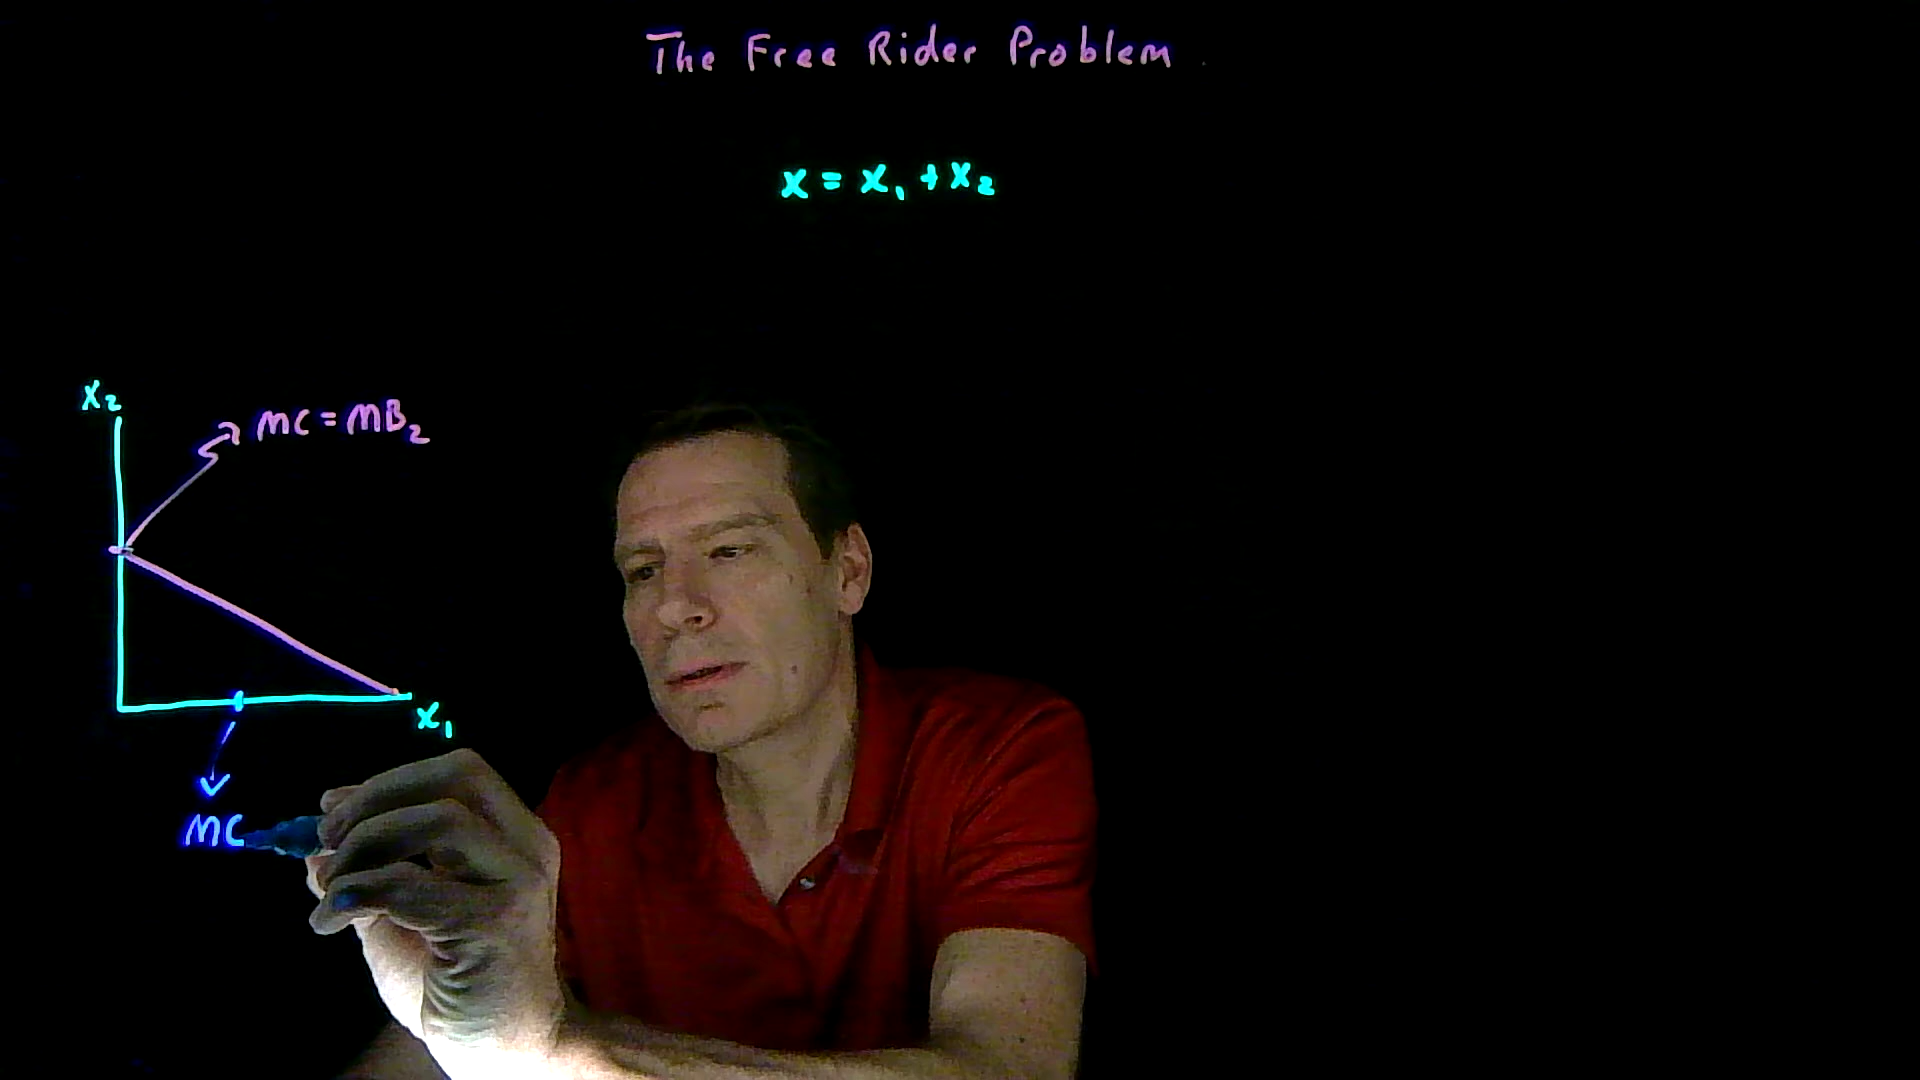 The Free Rider Problem
x = x₁ + x₂
x₂
MC = MB₂
x₁
MC